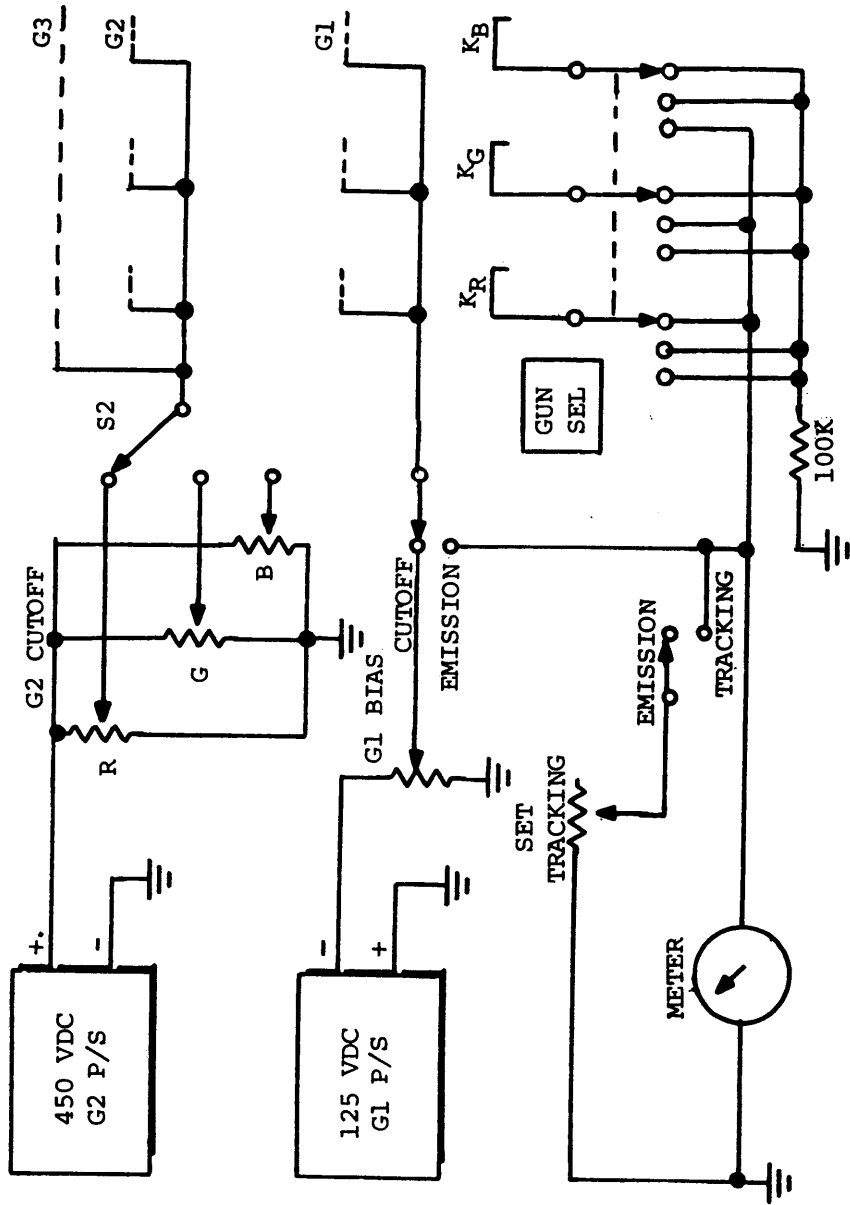 450 VDC
G2 P/S
+.
-
G2 CUTOFF
R
G
B
S2
G3
G2
125 VDC
G1 P/S
-
+
G1 BIAS
CUTOFF
EMISSION
G1
SET
TRACKING
EMISSION
TRACKING
METER
GUN
SEL
KR
KG
KB
100K